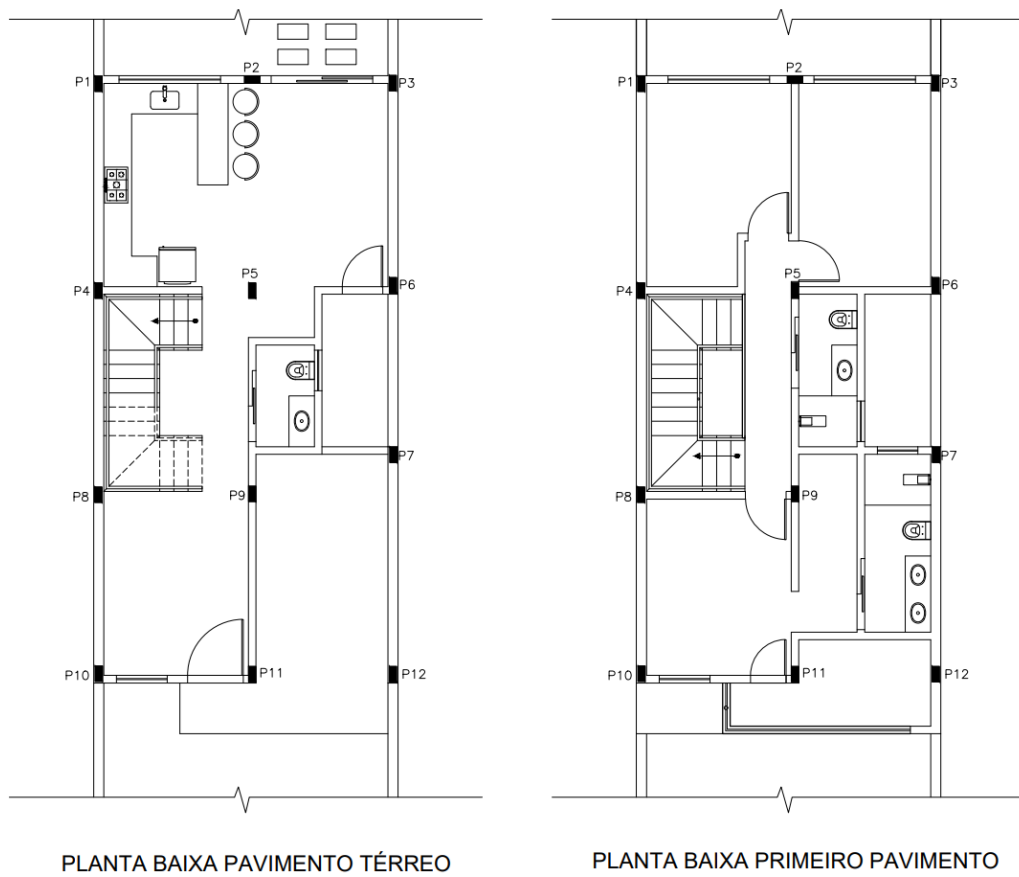 P1
P2
P3
P4
P5
P6
P7
P8
P9
P10
P11
P12
PLANTA BAIXA PAVIMENTO TÉRREO
P1
P2
P3
P4
P5
P6
P7
P8
P9
P10
P11
P12
PLANTA BAIXA PRIMEIRO PAVIMENTO